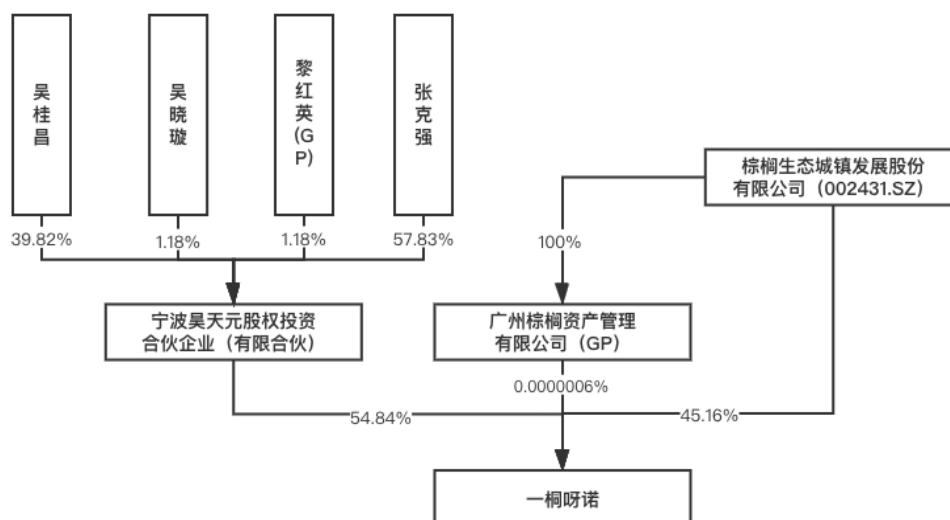 吴桂昌
吴晓璇
黎红英(GP)
张克强
棕榈生态城镇发展股份
有限公司（002431.SZ）
39.82%
1.18%
1.18%
57.83%
100%
宁波昊天元股权投资
合伙企业（有限合伙）
广州棕榈资产管理
有限公司（GP）
0.0000006%
54.84%
45.16%
一桐呀诺